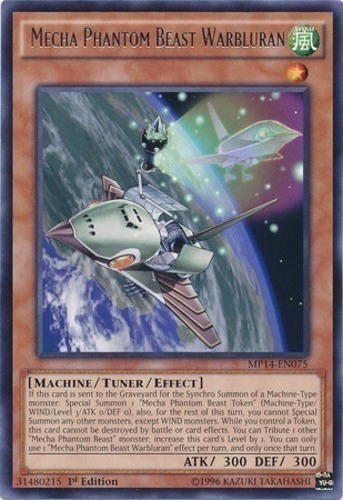 MECHA PHANTOM BEAST WARBLURAN
風
MP14-EN075
[MACHINE/TUNER/EFFECT]
If this card is sent to the Graveyard for the Synchro Summon of a Machine-Type
monster: Special Summon 1 "Mecha Phantom Beast Token" (Machine-Type/
WIND/Level 3/ATK 0/DEF 0), also, for the rest of this turn, you cannot Special
Summon any other monsters, except WIND monsters. While you control a Token,
this card cannot be destroyed by battle or card effects. You can Tribute 1 other
"Mecha Phantom Beast" monster; increase this card's Level by 1. You can only
use 1 "Mecha Phantom Beast Warbluran" effect per turn, and only once that turn.
ATK/ 300 DEF/ 300
31480215 1st Edition ©1996 KAZUKI TAKAHASHI